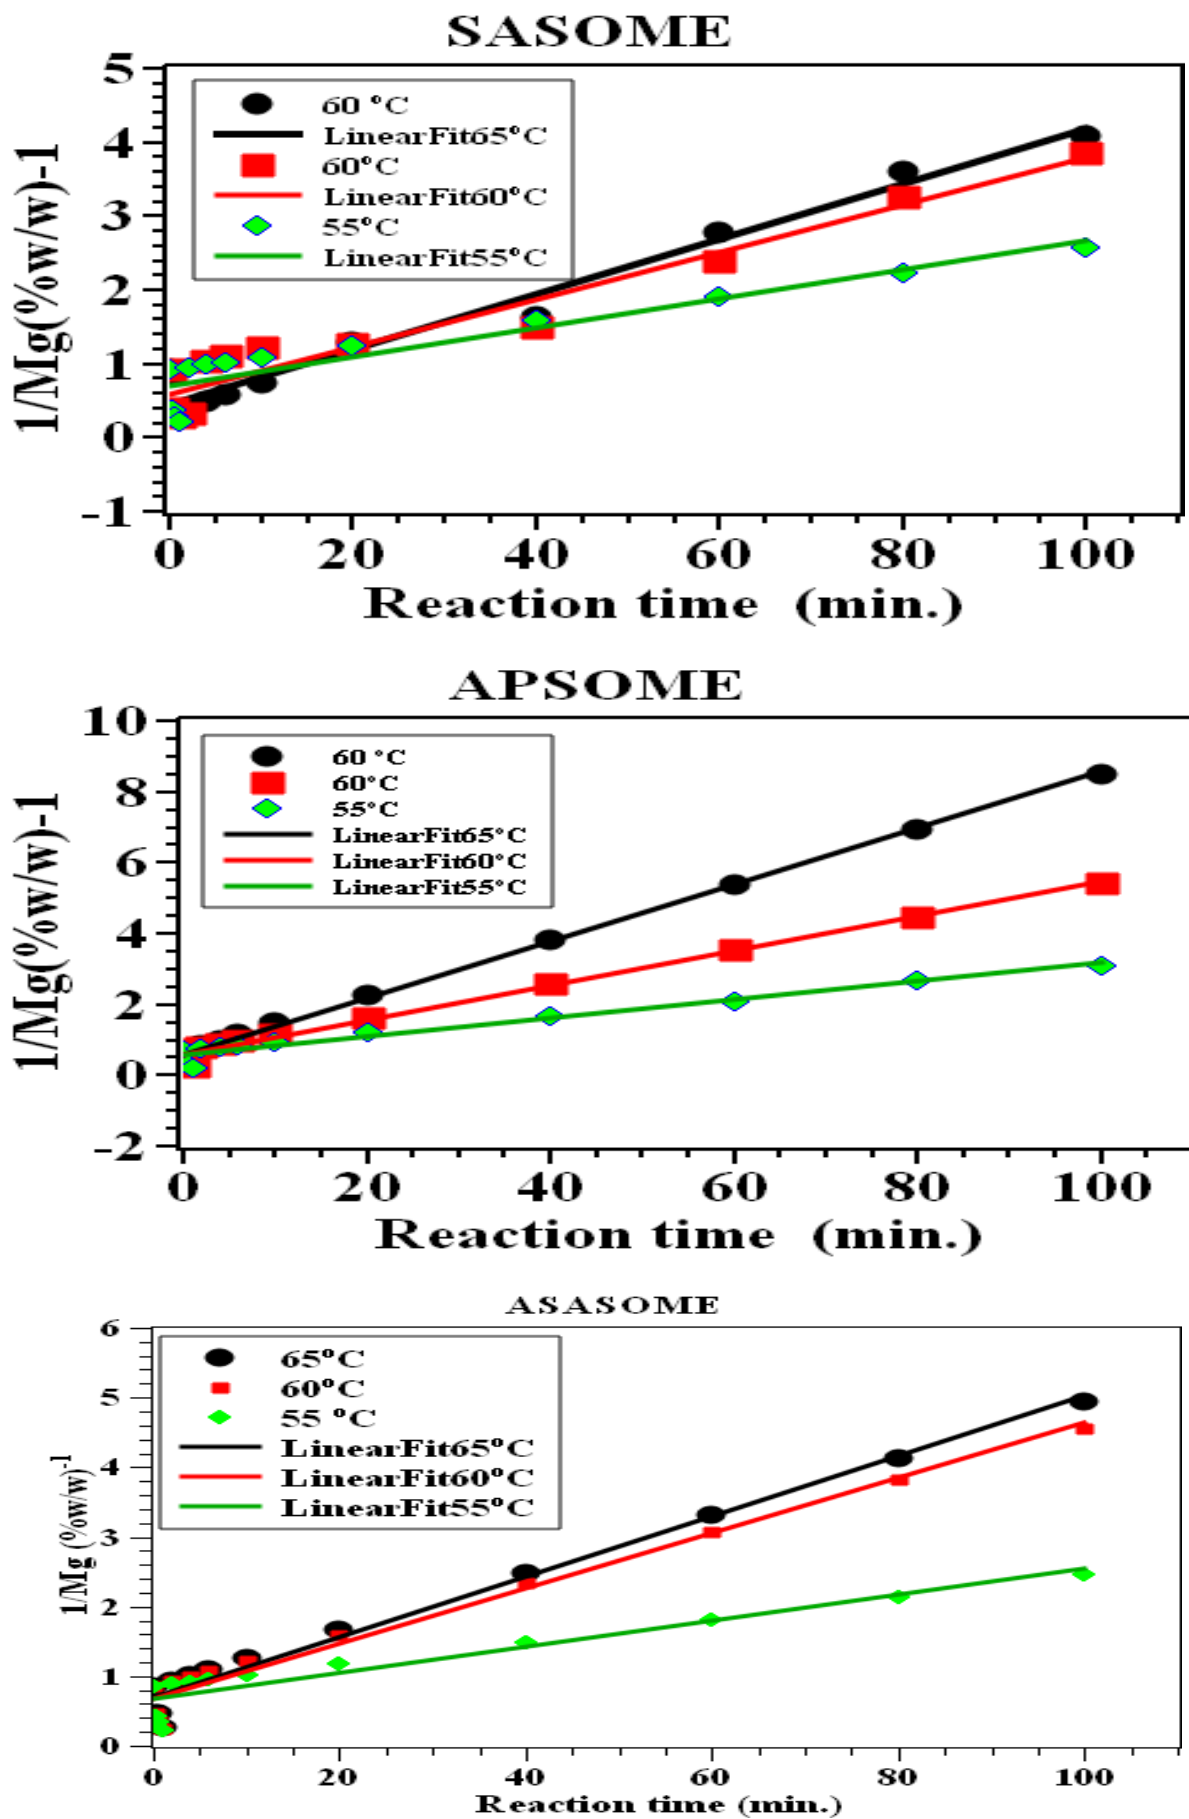 SASOME
5
4
3
2
1
0
-1
1/Mg(%w/w)-1
60 °C
LinearFit65°C
60°C
LinearFit60°C
55°C
LinearFit55°C
0 20 40 60 80 100
Reaction time (min.)
APSOME
10
8
6
4
2
0
-2
1/Mg(%w/w)-1
60 °C
60°C
55°C
LinearFit65°C
LinearFit60°C
LinearFit55°C
0 20 40 60 80 100
Reaction time (min.)
ASASOME
6
5
4
3
2
1
0
1/Mg (%w/w)⁻¹
65°C
60°C
55 °C
LinearFit65°C
LinearFit60°C
LinearFit55°C
0 20 40 60 80 100
Reaction time (min.)